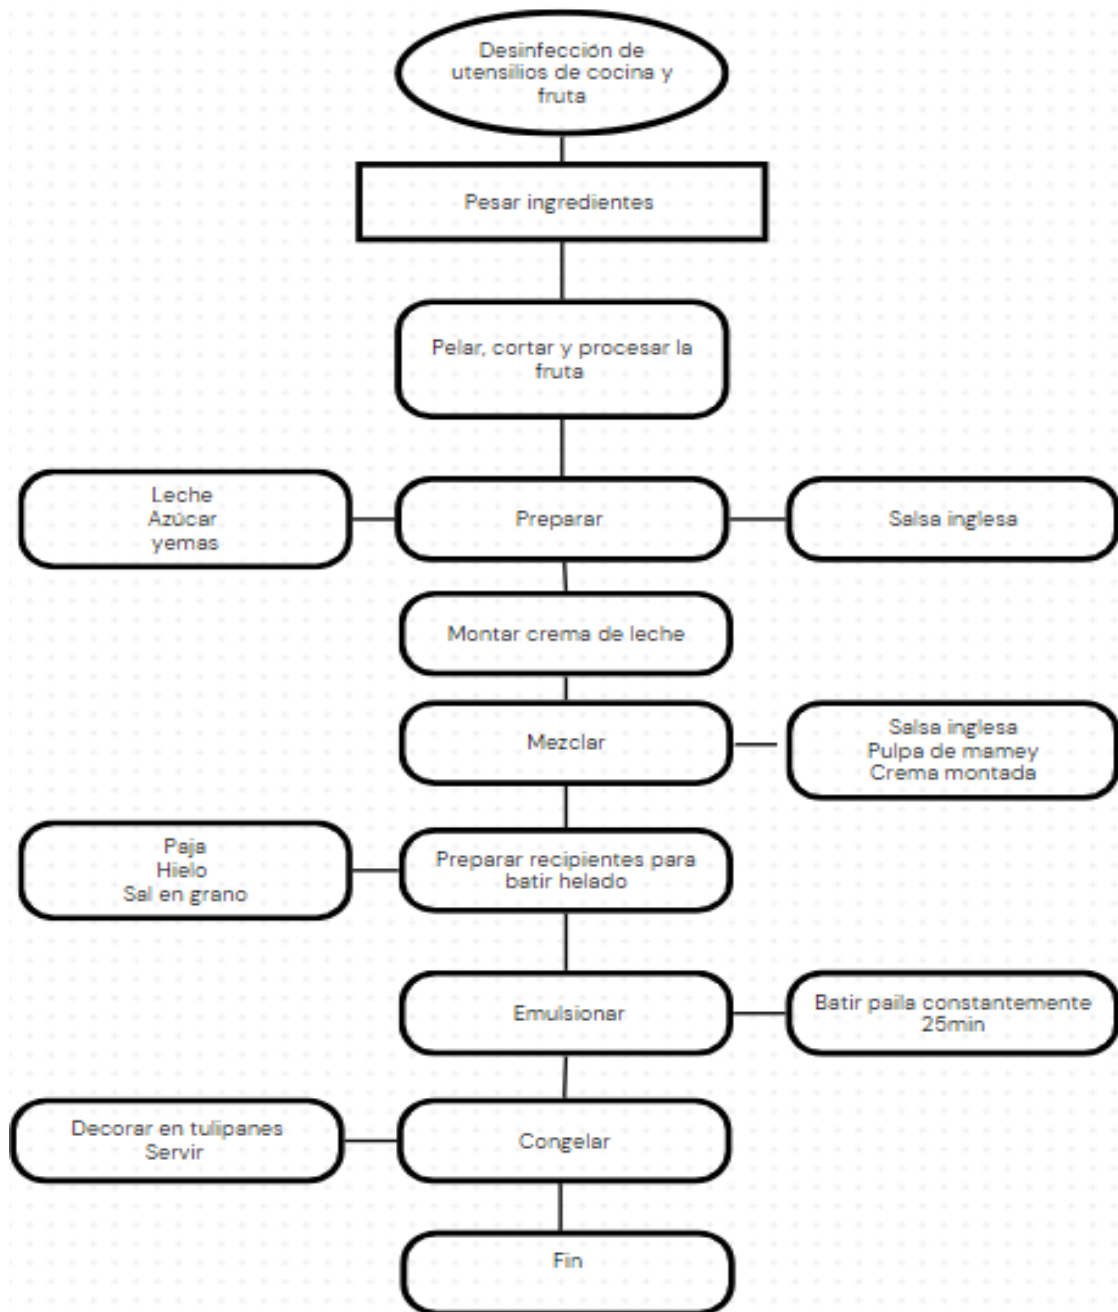 Desinfección de
utensilios de cocina y
fruta
Pesar ingredientes
Pelar, cortar y procesar la
fruta
Leche
Azúcar
yemas
Preparar
Salsa inglesa
Montar crema de leche
Mezclar
Salsa inglesa
Pulpa de mamey
Crema montada
Paja
Hielo
Sal en grano
Preparar recipientes para
batir helado
Emulsionar
Batir paila constantemente
25min
Decorar en tulipanes
Servir
Congelar
Fin